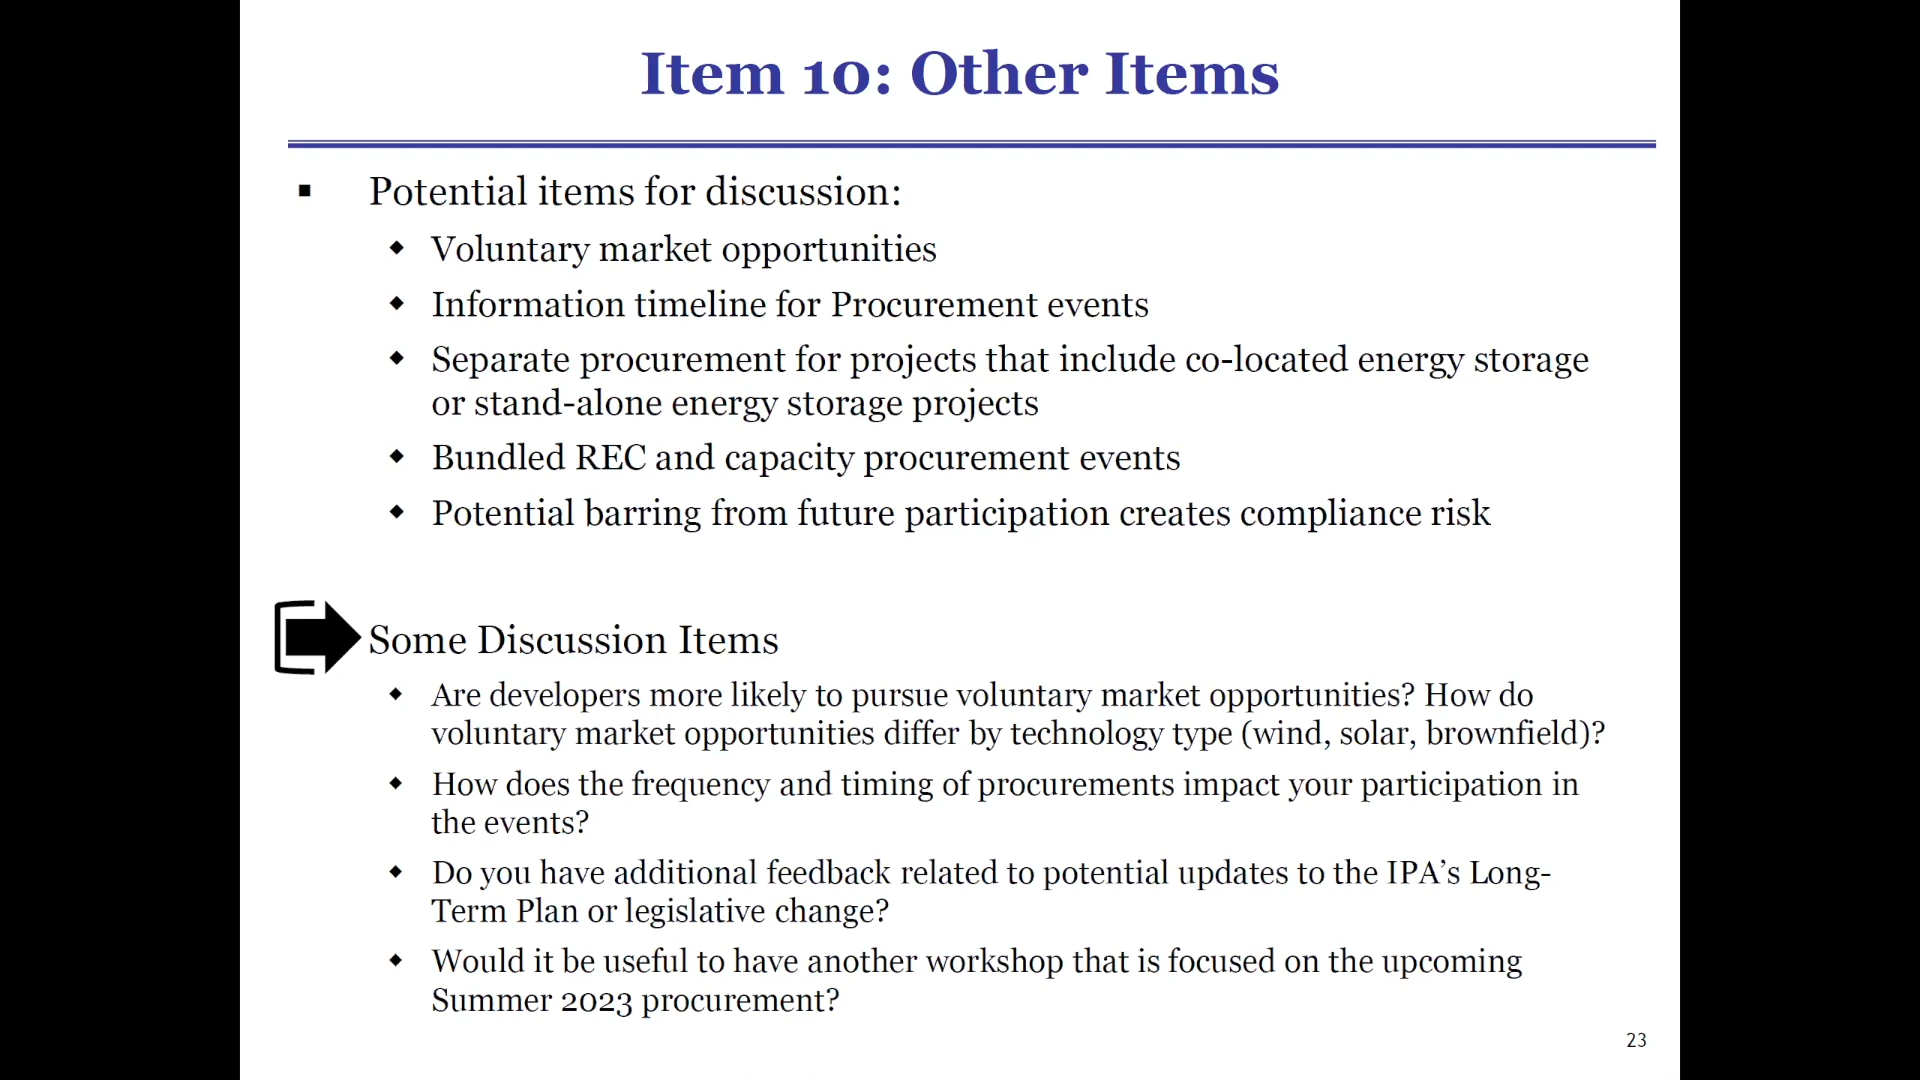 Item 10: Other Items
Potential items for discussion:
Voluntary market opportunities
Information timeline for Procurement events
Separate procurement for projects that include co-located energy storage
or stand-alone energy storage projects
Bundled REC and capacity procurement events
Potential barring from future participation creates compliance risk
Some Discussion Items
Are developers more likely to pursue voluntary market opportunities? How do
voluntary market opportunities differ by technology type (wind, solar, brownfield)?
How does the frequency and timing of procurements impact your participation in
the events?
Do you have additional feedback related to potential updates to the IPA’s Long-
Term Plan or legislative change?
Would it be useful to have another workshop that is focused on the upcoming
Summer 2023 procurement?
23